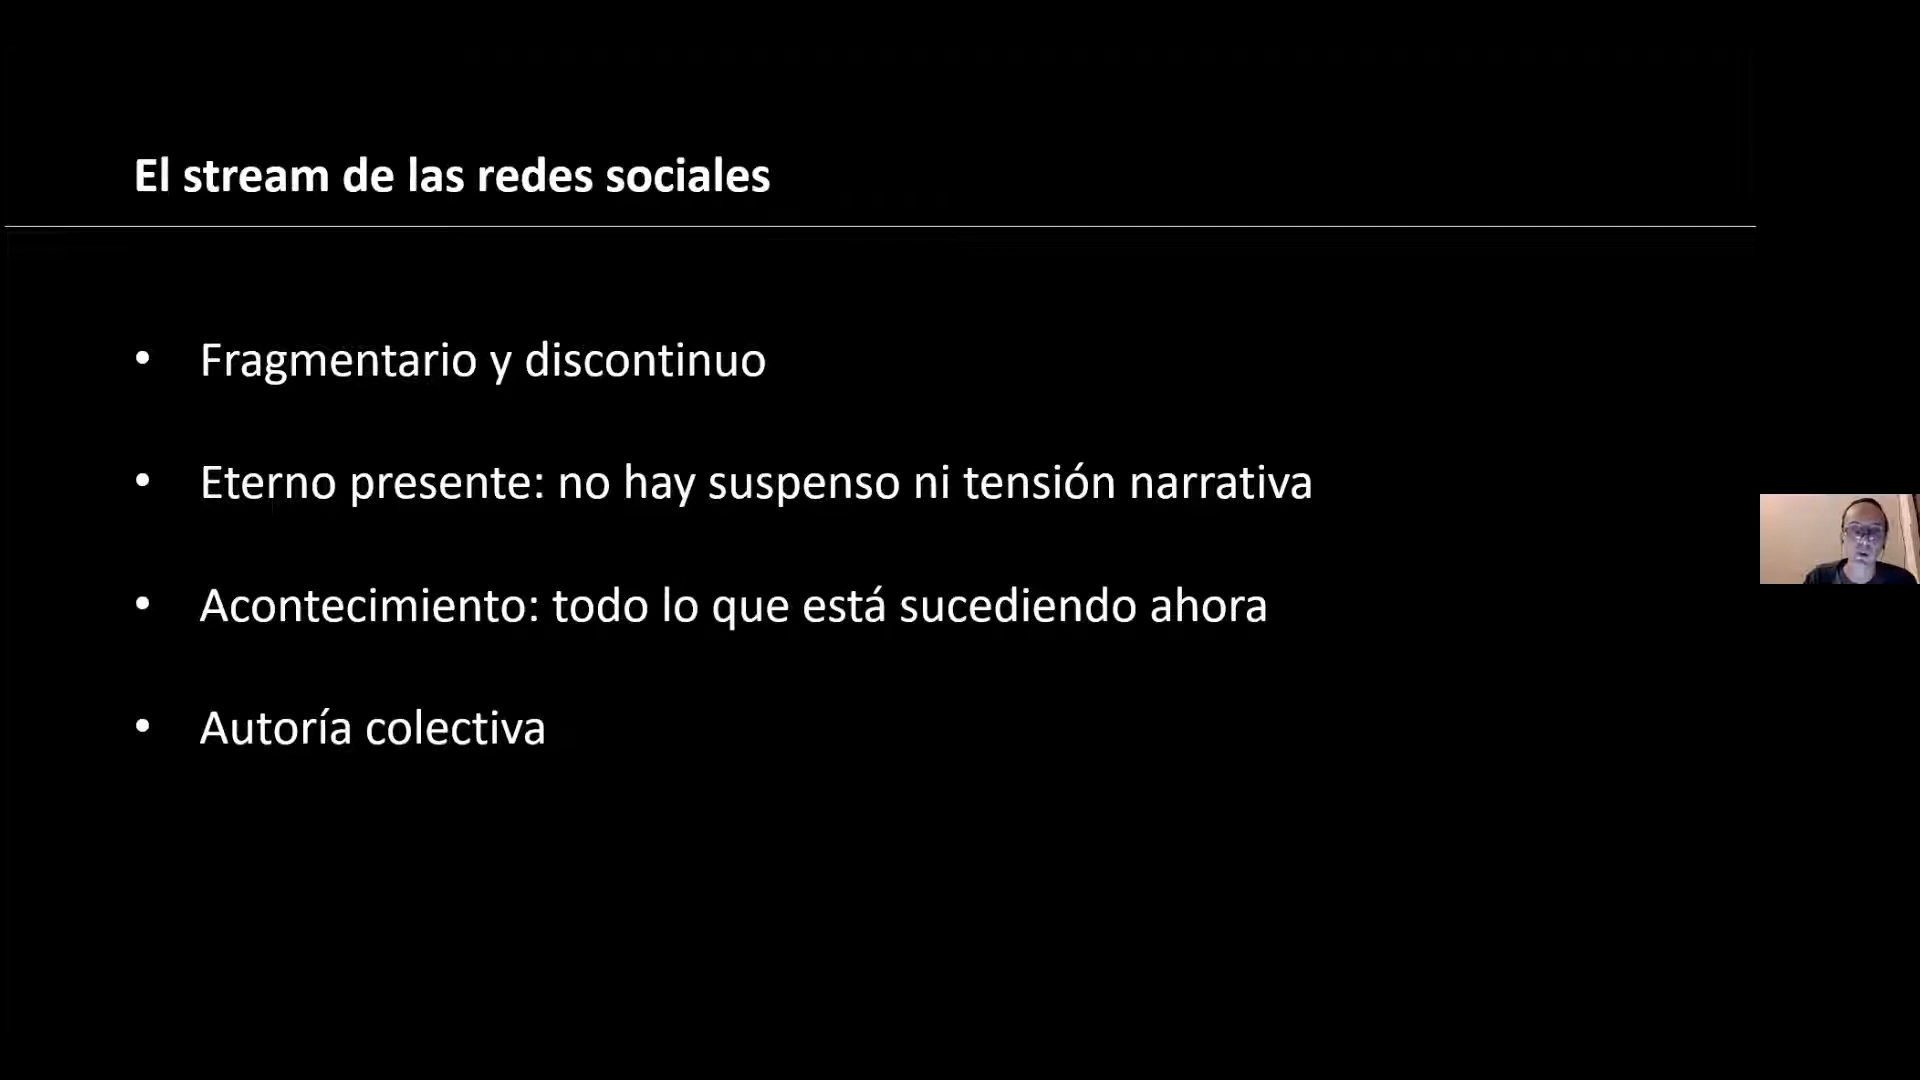 El stream de las redes sociales
• Fragmentario y discontinuo
• Eterno presente: no hay suspenso ni tensión narrativa
• Acontecimiento: todo lo que está sucediendo ahora
• Autoría colectiva